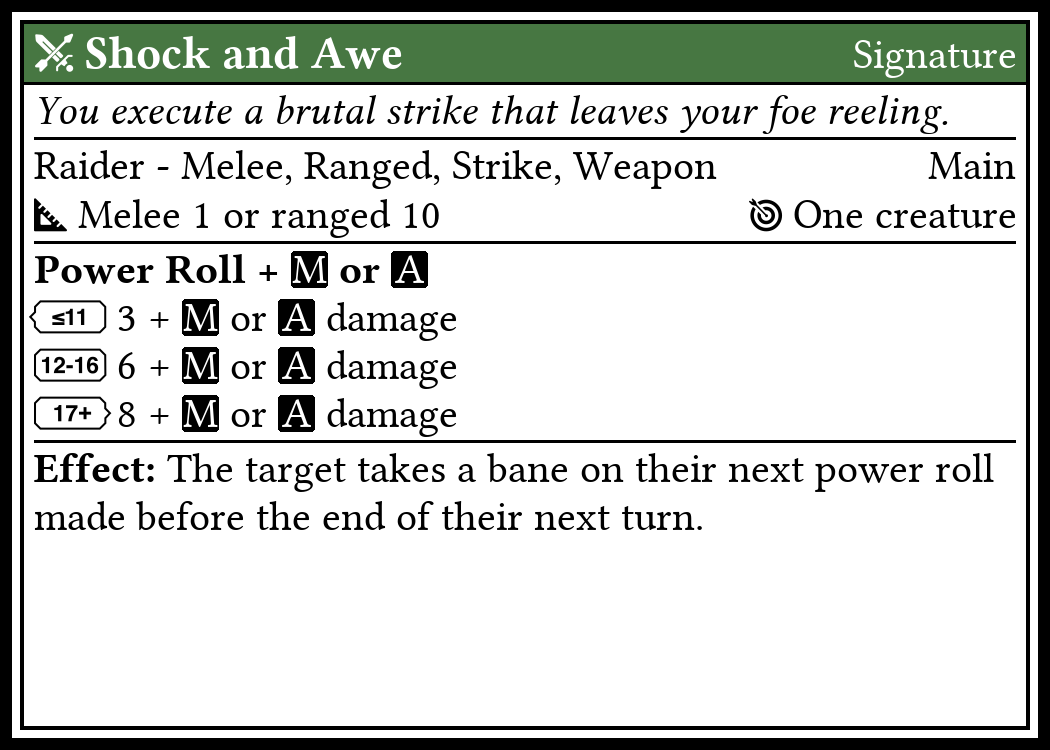 Shock and Awe Signature
You execute a brutal strike that leaves your foe reeling.
Raider - Melee, Ranged, Strike, Weapon Main
Melee 1 or ranged 10 One creature
Power Roll + M or A
≤11 3 + M or A damage
12-16 6 + M or A damage
17+ 8 + M or A damage
Effect: The target takes a bane on their next power roll
made before the end of their next turn.